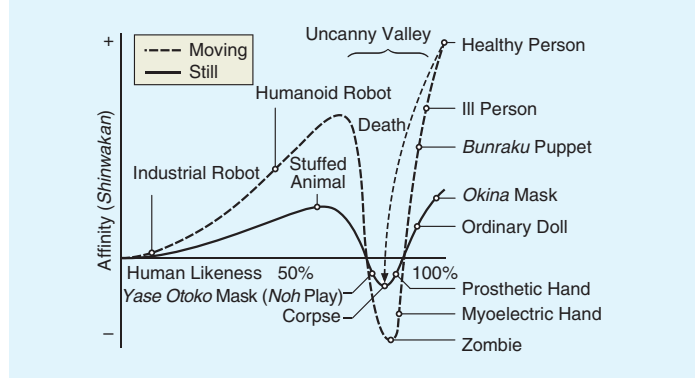 +
Moving
Still
Uncanny Valley
Healthy Person
Humanoid Robot
Death
Ill Person
Bunraku Puppet
Industrial Robot
Stuffed
Animal
Okina Mask
Ordinary Doll
Affinity (Shinwakan)
Human Likeness 50% 100%
Yase Otoko Mask (Noh Play)
Prosthetic Hand
Corpse
Myoelectric Hand
–
Zombie